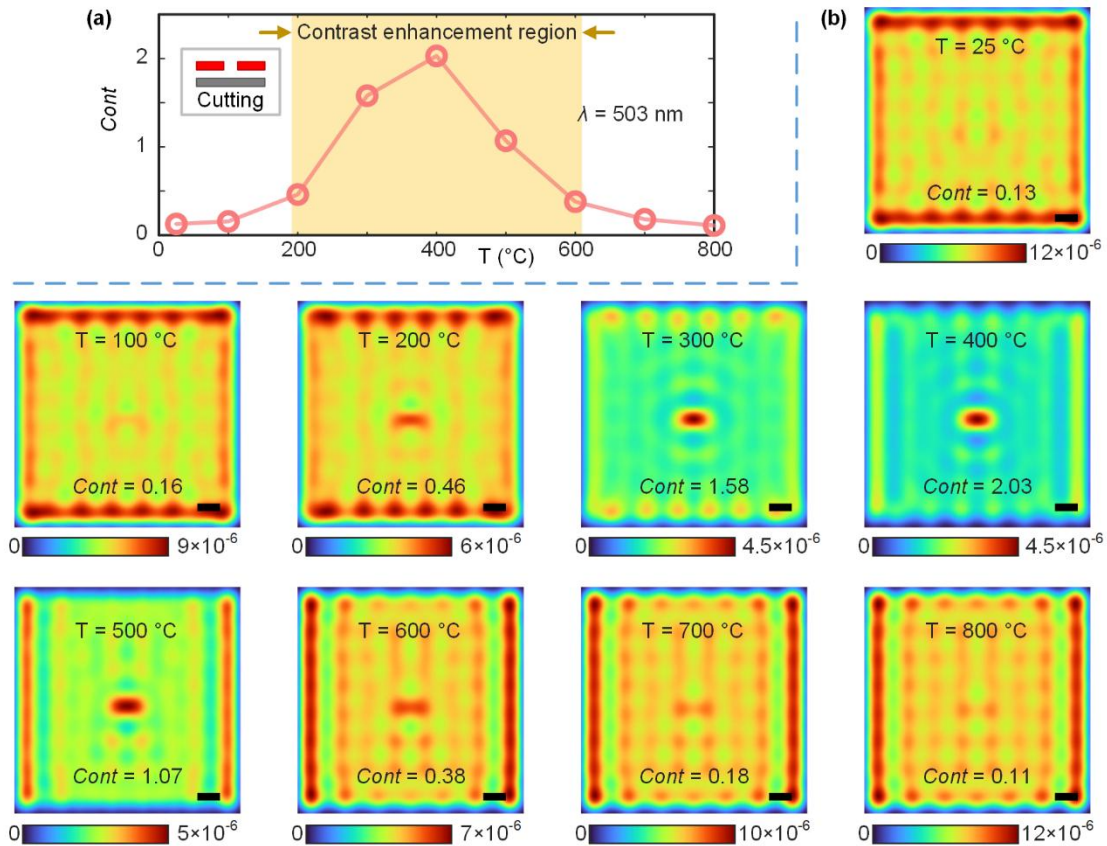 (a)
Contrast enhancement region
2
1
0
Cont
Cutting
λ = 503 nm
0
200
400
600
800
T (°C)
(b)
T = 25 °C
Cont = 0.13
0
12×10⁻⁶
T = 100 °C
Cont = 0.16
0
9×10⁻⁶
T = 200 °C
Cont = 0.46
0
6×10⁻⁶
T = 300 °C
Cont = 1.58
0
4.5×10⁻⁶
T = 400 °C
Cont = 2.03
0
4.5×10⁻⁶
T = 500 °C
Cont = 1.07
0
5×10⁻⁶
T = 600 °C
Cont = 0.38
0
7×10⁻⁶
T = 700 °C
Cont = 0.18
0
10×10⁻⁶
T = 800 °C
Cont = 0.11
0
12×10⁻⁶